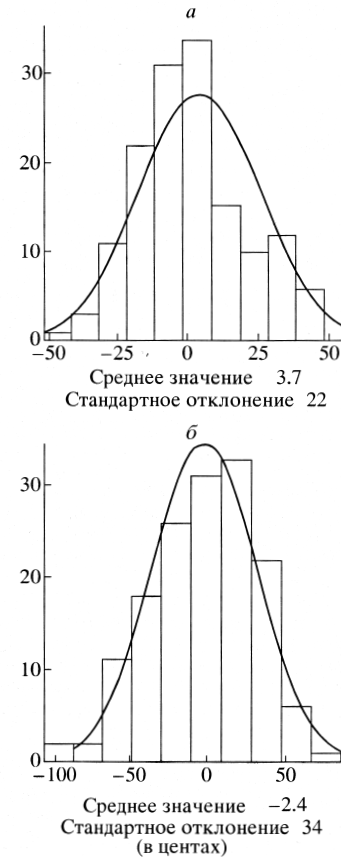 а
30
20
10
0
−50 −25 0 25 50
Среднее значение 3.7
Стандартное отклонение 22
б
30
20
10
0
−100 −50 0 50
Среднее значение −2.4
Стандартное отклонение 34
(в центах)